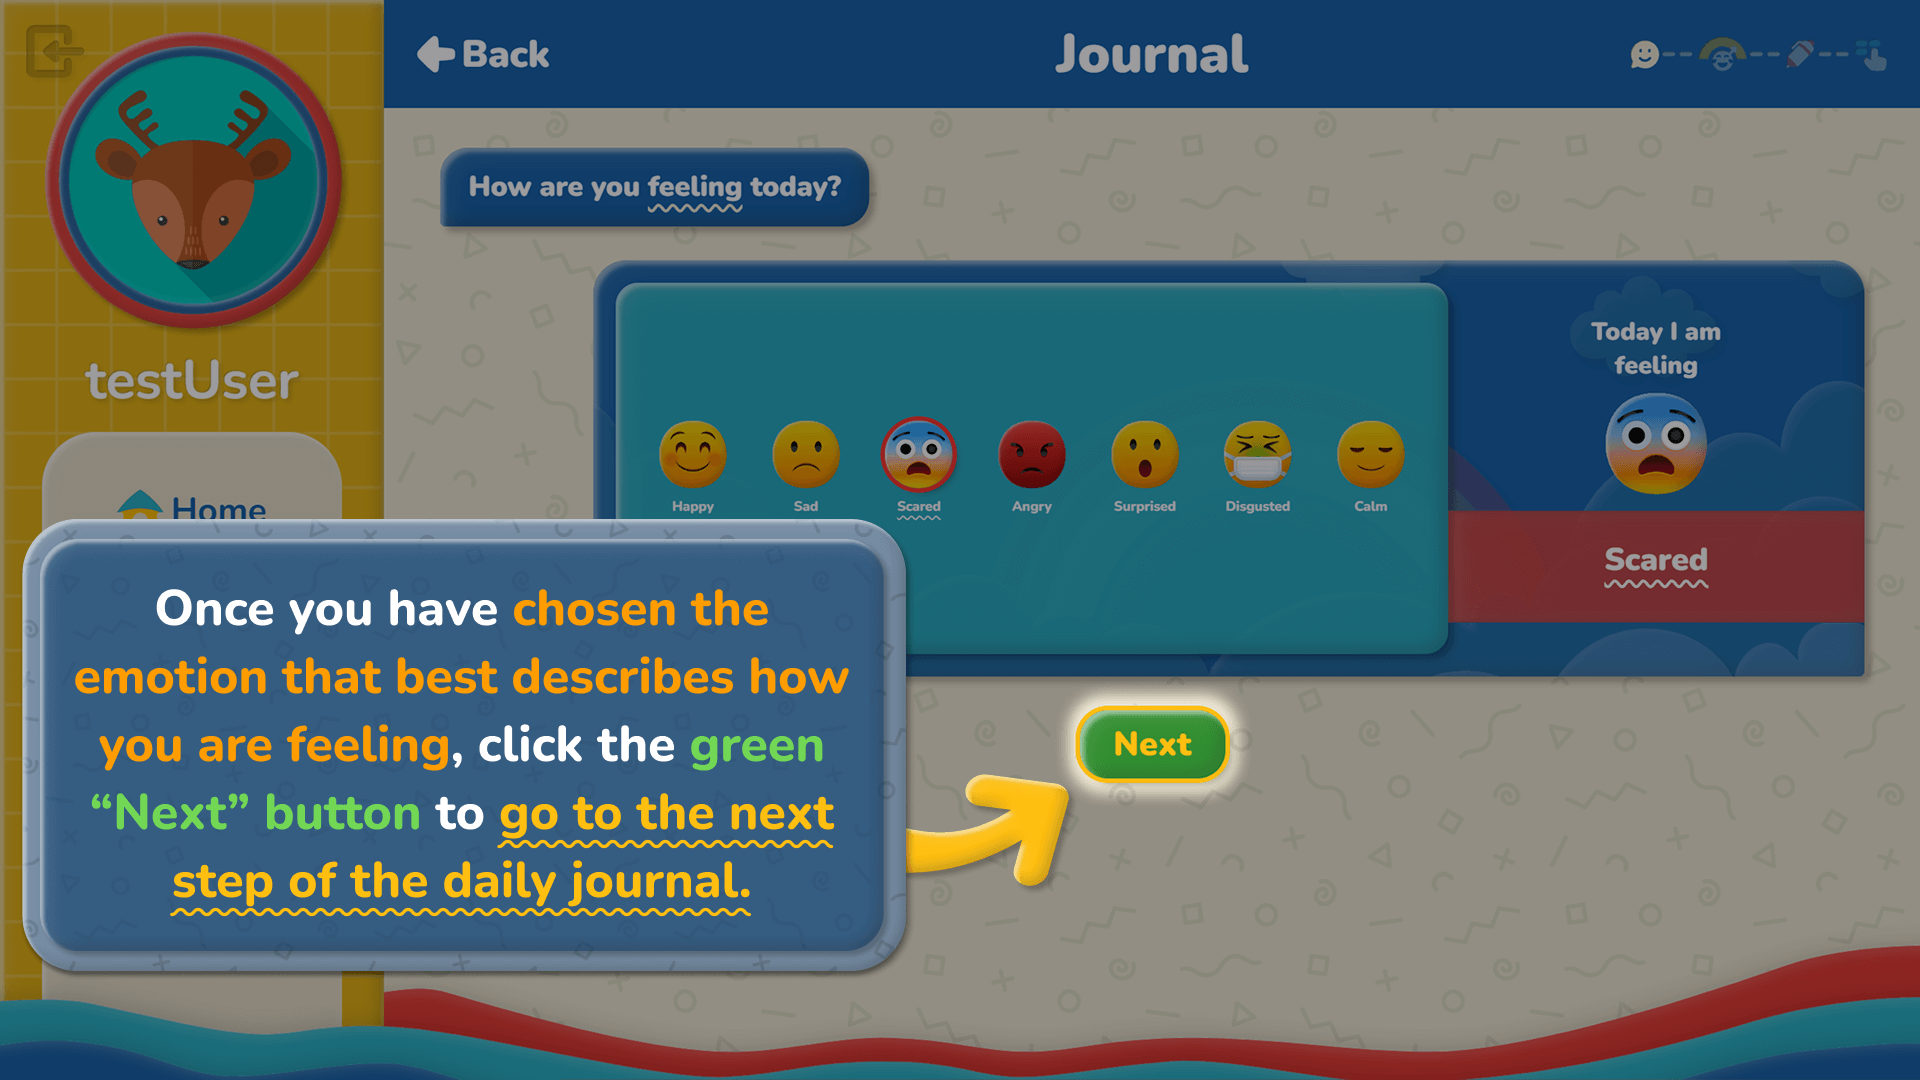 Back
Journal
How are you feeling today?
testUser
Home
Today I am
feeling
Happy
Sad
Scared
Angry
Surprised
Disgusted
Calm
Scared
Once you have chosen the
emotion that best describes how
you are feeling, click the green
“Next” button to go to the next
step of the daily journal.
Next